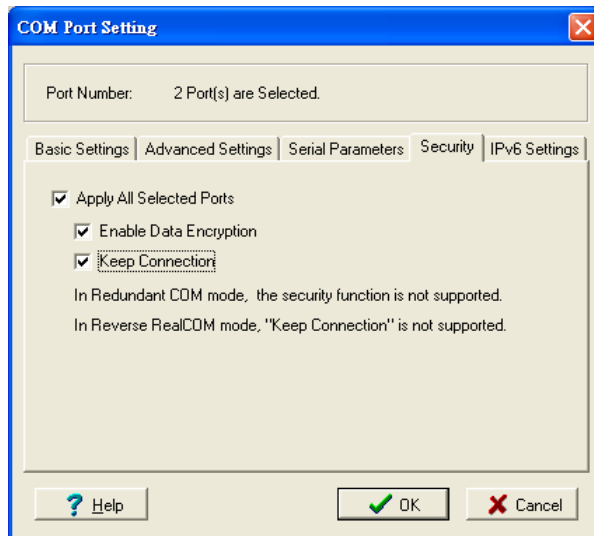 COM Port Setting
Port Number: 2 Port(s) are Selected.
Basic Settings Advanced Settings Serial Parameters Security IPv6 Settings
Apply All Selected Ports
Enable Data Encryption
Keep Connection
In Redundant COM mode, the security function is not supported.
In Reverse RealCOM mode, "Keep Connection" is not supported.
? Help OK Cancel